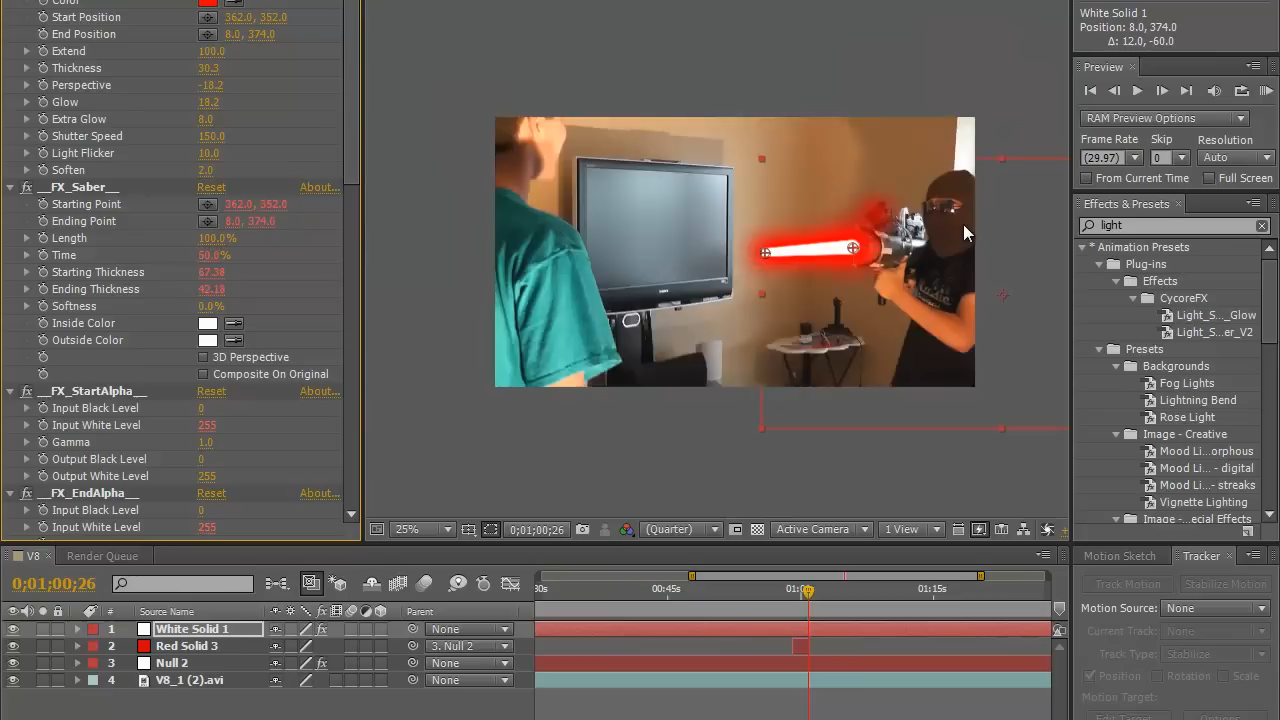 Color
Start Position 362.0, 352.0
End Position 8.0, 374.0
Extend 100.0
Thickness 30.3
Perspective -18.2
Glow 18.2
Extra Glow 8.0
Shutter Speed 150.0
Light Flicker 10.0
Soften 2.0
fx __FX_Saber__ Reset About...
Starting Point 362.0, 352.0
Ending Point 8.0, 374.0
Length 100.0%
Time 50.0%
Starting Thickness 67.38
Ending Thickness 42.18
Softness 0.0%
Inside Color
Outside Color
3D Perspective
Composite On Original
fx __FX_StartAlpha__ Reset About...
Input Black Level 0
Input White Level 255
Gamma 1.0
Output Black Level 0
Output White Level 255
fx __FX_EndAlpha__ Reset About...
Input Black Level 0
Input White Level 255
25% 0;01;00;26 (Quarter) Active Camera 1 View
White Solid 1
Position: 8.0, 374.0
Δ: 12.0, -60.0
Preview
RAM Preview Options
Frame Rate Skip Resolution
(29.97) 0 Auto
From Current Time Full Screen
Effects & Presets
light
* Animation Presets
Plug-ins
Effects
CycoreFX
Light_S..._Glow
Light_S...er_V2
Presets
Backgrounds
Fog Lights
Lightning Bend
Rose Light
Image - Creative
Mood Li...orphous
Mood Li... - digital
Mood Li...- streaks
Vignette Lighting
Image -...ecial Effects
V8 Render Queue
0;01;00;26
:30s 00:45s 01:0 01:15s
# Source Name fx Parent
1 White Solid 1 fx None
2 Red Solid 3 3. Null 2
3 Null 2 fx None
4 V8_1 (2).avi None
Motion Sketch Tracker
Track Motion Stabilize Motion
Motion Source: None
Current Track: None
Track Type: Stabilize
Position Rotation Scale
Motion Target:
Edit Target...